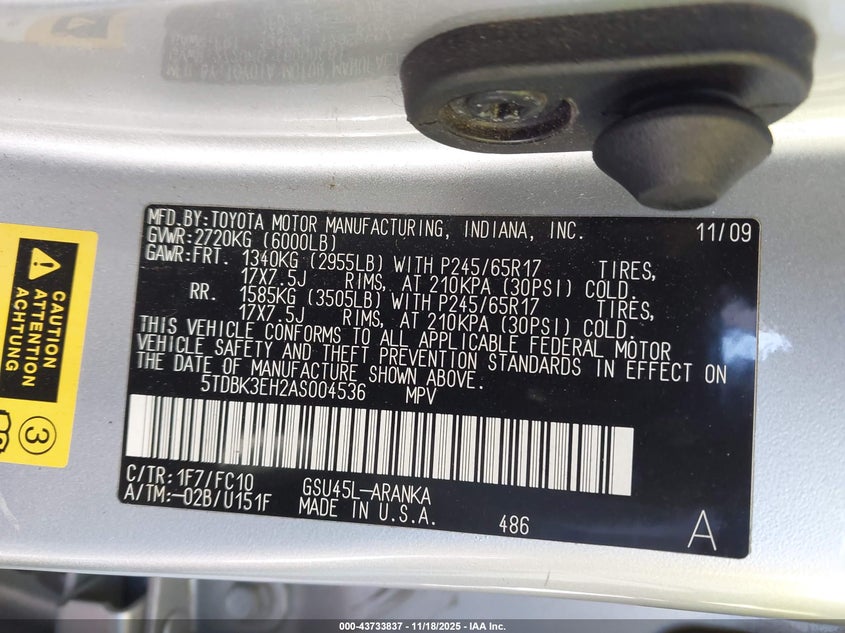 MFD.BY:TOYOTA MOTOR MANUFACTURING, INDIANA, INC. 11/09
GVWR:2720KG (6000LB)
GAWR:FRT. 1340KG (2955LB) WITH P245/65R17 TIRES,
17X7.5J RIMS, AT 210KPA (30PSI) COLD.
RR. 1585KG (3505LB) WITH P245/65R17 TIRES,
17X7.5J RIMS, AT 210KPA (30PSI) COLD.
THIS VEHICLE CONFORMS TO ALL APPLICABLE FEDERAL MOTOR
VEHICLE SAFETY AND THEFT PREVENTION STANDARDS IN EFFECT ON
THE DATE OF MANUFACTURE SHOWN ABOVE.
5TDBK3EH2AS004536 MPV
C/TR:1F7/FC10 GSU45L-ARANKA
A/TM:-02B/U151F MADE IN U.S.A. 486 A
CAUTION
ATTENTION
ACHTUNG
3
000-43733837 - 11/18/2025 - IAA Inc.